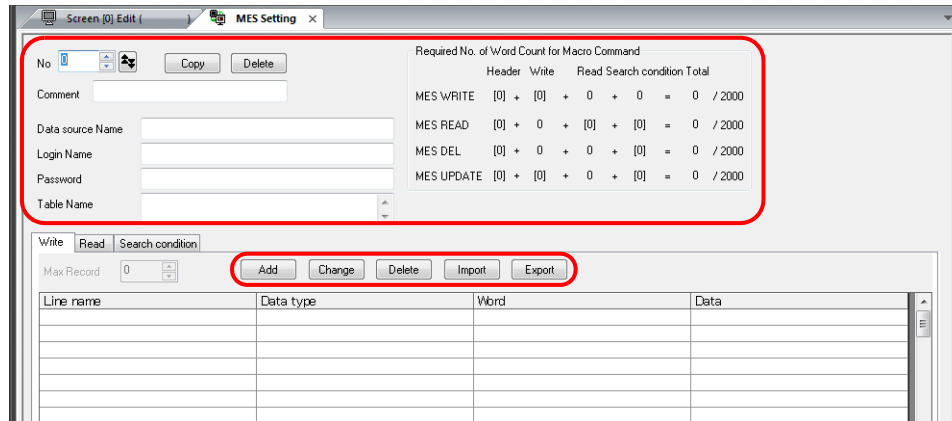 Screen [0] Edit ( ) MES Setting ×
No 0 Copy Delete
Comment
Data source Name
Login Name
Password
Table Name
Required No. of Word Count for Macro Command
Header Write Read Search condition Total
MES WRITE [0] + [0] + 0 + 0 = 0 / 2000
MES READ [0] + 0 + [0] + [0] = 0 / 2000
MES DEL [0] + 0 + 0 + [0] = 0 / 2000
MES UPDATE [0] + [0] + 0 + [0] = 0 / 2000
Write Read Search condition
Max Record 0 Add Change Delete Import Export
Line name Data type Word Data